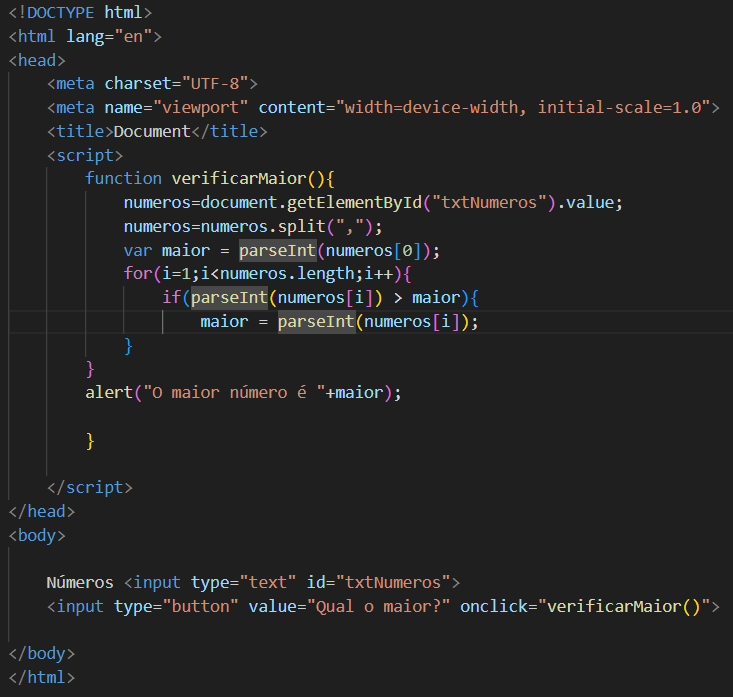 <!DOCTYPE html>
<html lang="en">
<head>
    <meta charset="UTF-8">
    <meta name="viewport" content="width=device-width, initial-scale=1.0">
    <title>Document</title>
    <script>
        function verificarMaior(){
            numeros=document.getElementById("txtNumeros").value;
            numeros=numeros.split(",");
            var maior = parseInt(numeros[0]);
            for(i=1;i<numeros.length;i++){
                if(parseInt(numeros[i]) > maior){
                    maior = parseInt(numeros[i]);
            }
        }
        alert("O maior número é "+maior);
        }
    </script>
</head>
<body>
    Números <input type="text" id="txtNumeros">
    <input type="button" value="Qual o maior?" onclick="verificarMaior()">
</body>
</html>